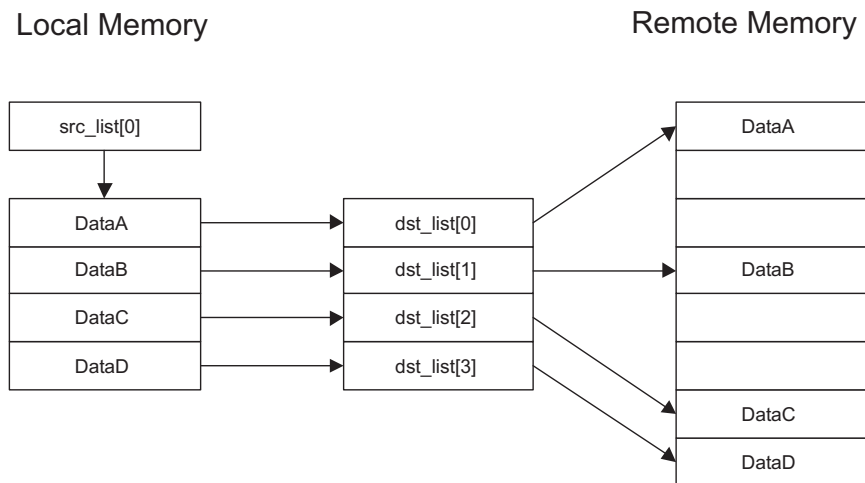 Local Memory
Remote Memory
src_list[0]
DataA
DataA
dst_list[0]
DataB
dst_list[1]
DataB
DataC
dst_list[2]
DataD
dst_list[3]
DataC
DataD